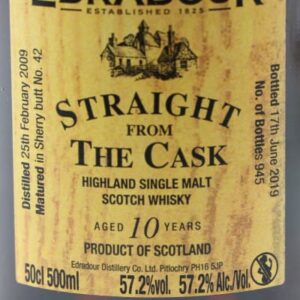 EDRADOUR
ESTABLISHED 1825
STRAIGHT
FROM
THE CASK
HIGHLAND SINGLE MALT
SCOTCH WHISKY
AGED 10 YEARS
PRODUCT OF SCOTLAND
Edradour Distillery Co. Ltd. Pitlochry PH16 5JP
50cl 500ml 57.2%vol. 57.2% Alc./Vol.
Distilled 25th February 2009
Matured in Sherry butt No. 42
Bottled 17th June 2019
No. of Bottles 945